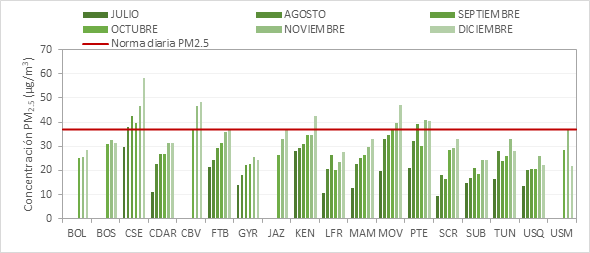 JULIO AGOSTO SEPTIEMBRE
OCTUBRE NOVIEMBRE DICIEMBRE
Norma diaria PM2.5
Concentración PM2.5 (µg/m³)
70
60
50
40
30
20
10
0
BOL BOS CSE CDAR CBV FTB GYR JAZ KEN LFR MAM MOV PTE SCR SUB TUN USQ USM